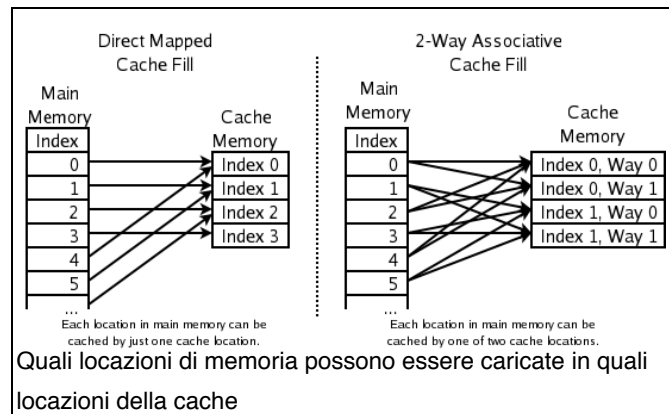 Direct Mapped
Cache Fill
Main
Memory
Cache
Memory
Index
0
1
2
3
4
5
...
Index 0
Index 1
Index 2
Index 3
Each location in main memory can be
cached by just one cache location.
2-Way Associative
Cache Fill
Main
Memory
Cache
Memory
Index
0
1
2
3
4
5
...
Index 0, Way 0
Index 0, Way 1
Index 1, Way 0
Index 1, Way 1
Each location in main memory can be
cached by one of two cache locations.
Quali locazioni di memoria possono essere caricate in quali
locazioni della cache